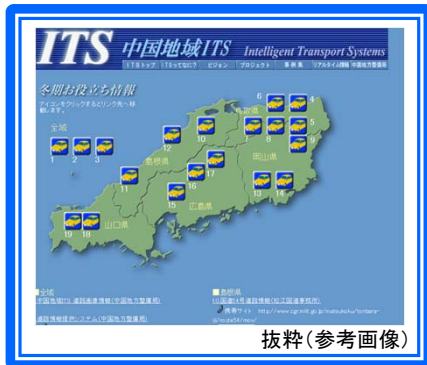 ITS 中国地域ITS Intelligent Transport Systems
ITSトップ ITSってなに? ビジョン プロジェクト 事例集 リアルタイム情報 中国地方整備局
冬期お役立ち情報
アイコンをクリックするとリンク先へ移
動します。
全域
1 2 3
6 4
鳥取県
7 8 5
9
10
12
島根県
岡山県
17
16
11
13 14
15
広島県
19 18
山口県
■全域
中国地域ITS 道路画像情報(中国地方整備局)
道路情報提供システム(中国地方整備局)
■島根県
10.国道54号道路情報(松江国道事務所)
携帯サイト
抜粋(参考画像)